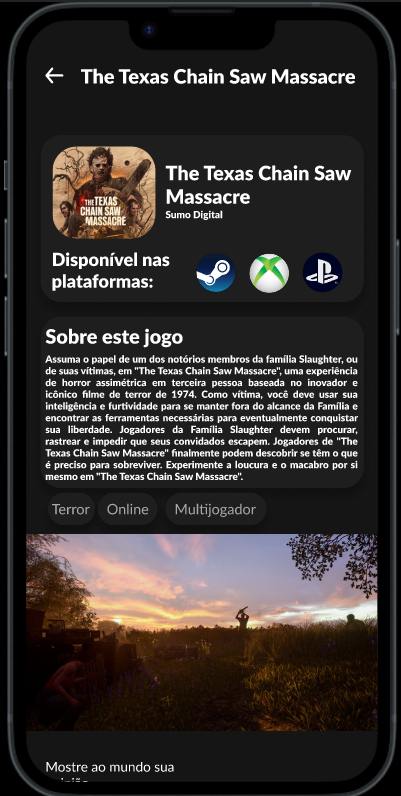 The Texas Chain Saw Massacre
THE TEXAS
CHAIN SAW
MASSACRE
The Texas Chain Saw
Massacre
Sumo Digital
Disponível nas
plataformas:
Sobre este jogo
Assuma o papel de um dos notórios membros da família Slaughter, ou
de suas vítimas, em "The Texas Chain Saw Massacre", uma experiência
de horror assimétrica em terceira pessoa baseada no inovador e
icônico filme de terror de 1974. Como vítima, você deve usar sua
inteligência e furtividade para se manter fora do alcance da Família e
encontrar as ferramentas necessárias para eventualmente conquistar
sua liberdade. Jogadores da Família Slaughter devem procurar,
rastrear e impedir que seus convidados escapem. Jogadores de "The
Texas Chain Saw Massacre" finalmente podem descobrir se têm o que
é preciso para sobreviver. Experimente a loucura e o macabro por si
mesmo em "The Texas Chain Saw Massacre".
Terror Online Multijogador
Mostre ao mundo sua